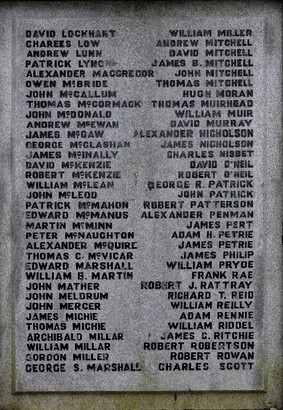 DAVID LOCKHART WILLIAM MILLER
CHARLES LOW ANDREW MITCHELL
ANDREW LUNN DAVID MITCHELL
PATRICK LYNCH JAMES B. MITCHELL
ALEXANDER MACGREGOR JOHN MITCHELL
OWEN McBRIDE THOMAS MITCHELL
JOHN McCALLUM HUGH MORAN
THOMAS McCORMACK THOMAS MUIRHEAD
JOHN McDONALD WILLIAM MUIR
ANDREW McEWAN DAVID MURRAY
JAMES McGAW ALEXANDER NICHOLSON
GEORGE McGLASHAN JAMES NICHOLSON
JAMES McINALLY CHARLES NISBET
DAVID McKENZIE DAVID O'NEIL
ROBERT McKENZIE ROBERT O'NEIL
WILLIAM McLEAN GEORGE R. PATRICK
JOHN McLEOD JOHN PATRICK
PATRICK McMAHON ROBERT PATTERSON
EDWARD McMANUS ALEXANDER PENMAN
MARTIN McMINN JAMES PERT
PETER McNAUGHTON ADAM H. PETRIE
ALEXANDER McQUIRE JAMES PETRIE
THOMAS C. McVICAR JAMES PHILIP
EDWARD MARSHALL WILLIAM PRYDE
WILLIAM B. MARTIN FRANK RAE
JOHN MATHER ROBERT J. RATTRAY
JOHN MELDRUM RICHARD T. REID
JOHN MERCER WILLIAM REILLY
JAMES MICHIE ADAM RENNIE
THOMAS MICHIE WILLIAM RIDDEL
ARCHIBALD MILLAR JAMES C. RITCHIE
WILLIAM MILLAR ROBERT ROBERTSON
GORDON MILLER ROBERT ROWAN
GEORGE S. MARSHALL CHARLES SCOTT